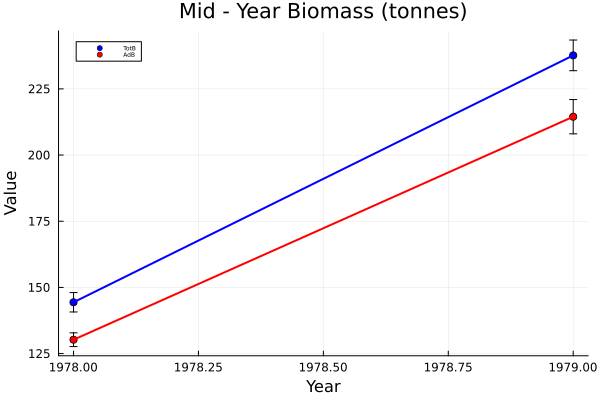 Mid - Year Biomass (tonnes)
TotB
AdB
Value
225
200
175
150
125
1978.00 1978.25 1978.50 1978.75 1979.00
Year